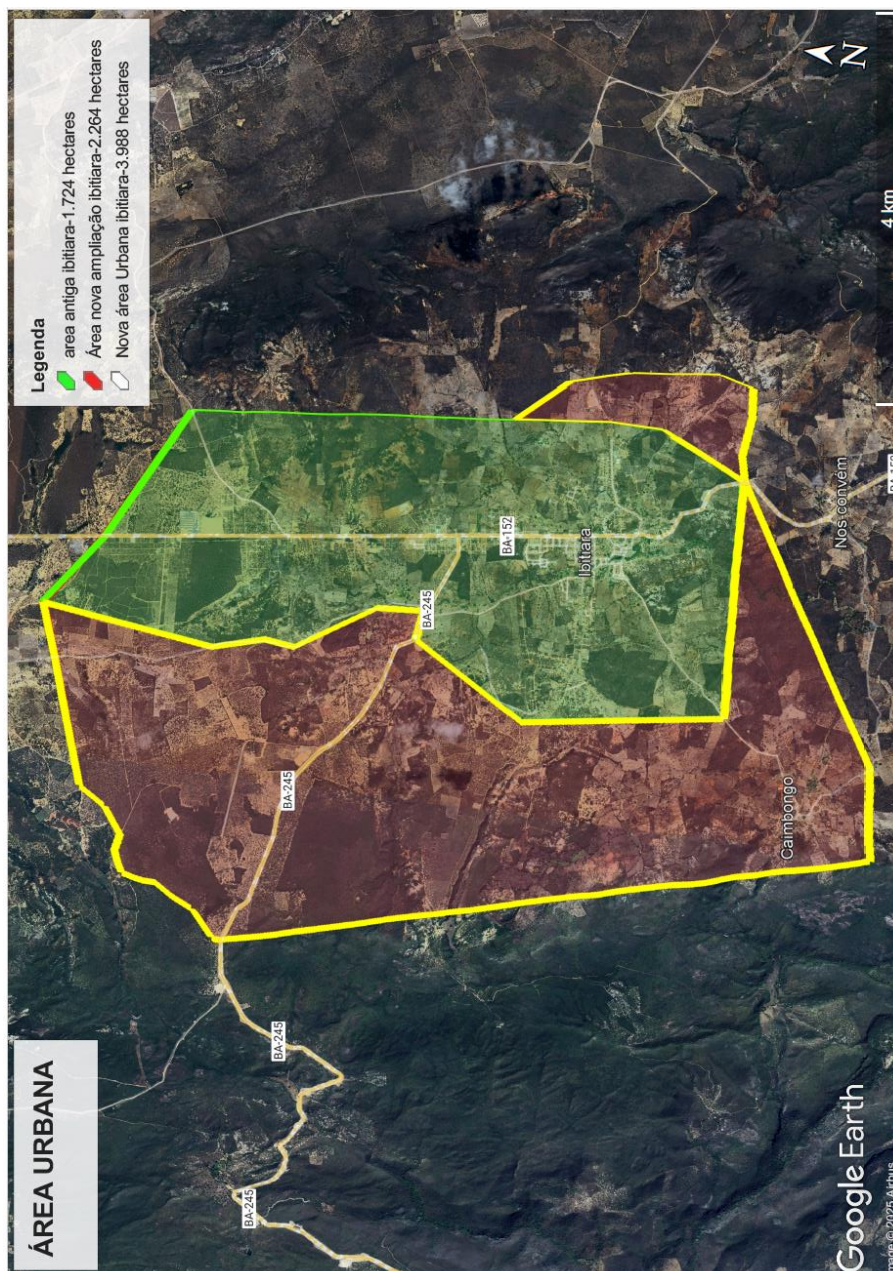 ÁREA URBANA
Legenda
area antiga ibitiara-1.724 hectares
Área nova ampliação ibitiara-2.264 hectares
Nova área Urbana ibitiara-3.988 hectares
N
BA-245
BA-245
BA-245
BA-245
BA-152
Ibitiara
Caimbongo
Nos convém
Google Earth
4 km